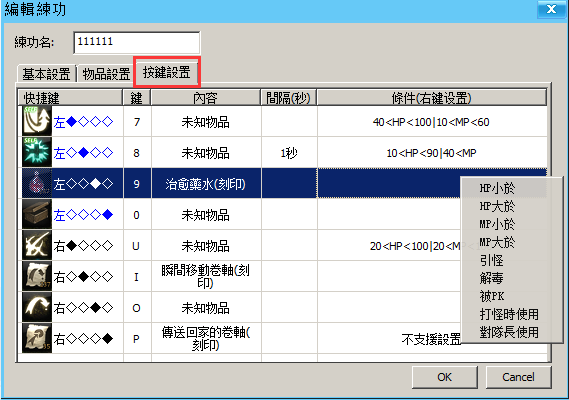 編輯練功
練功名: 111111
基本設置 物品設置 按鍵設置
快捷鍵 鍵 內容 間隔(秒) 條件(右鍵设置)
左◆◇◇◇ 7 未知物品 40<HP<100|10<MP<60
左◇◆◇◇ 8 未知物品 1秒 10<HP<90|40<MP
左◇◇◆◇ 9 治愈藥水(刻印)
左◇◇◇◆ 0 未知物品
右◆◇◇◇ U 未知物品 20<HP<100|20<MP<
右◇◆◇◇ I 瞬間移動卷軸(刻
印)
右◇◇◆◇ O 未知物品
右◇◇◇◆ P 傳送回家的卷軸(
刻印) 不支援設置
HP小於
HP大於
MP小於
MP大於
引怪
解毒
被PK
打怪時使用
對隊長使用
OK Cancel